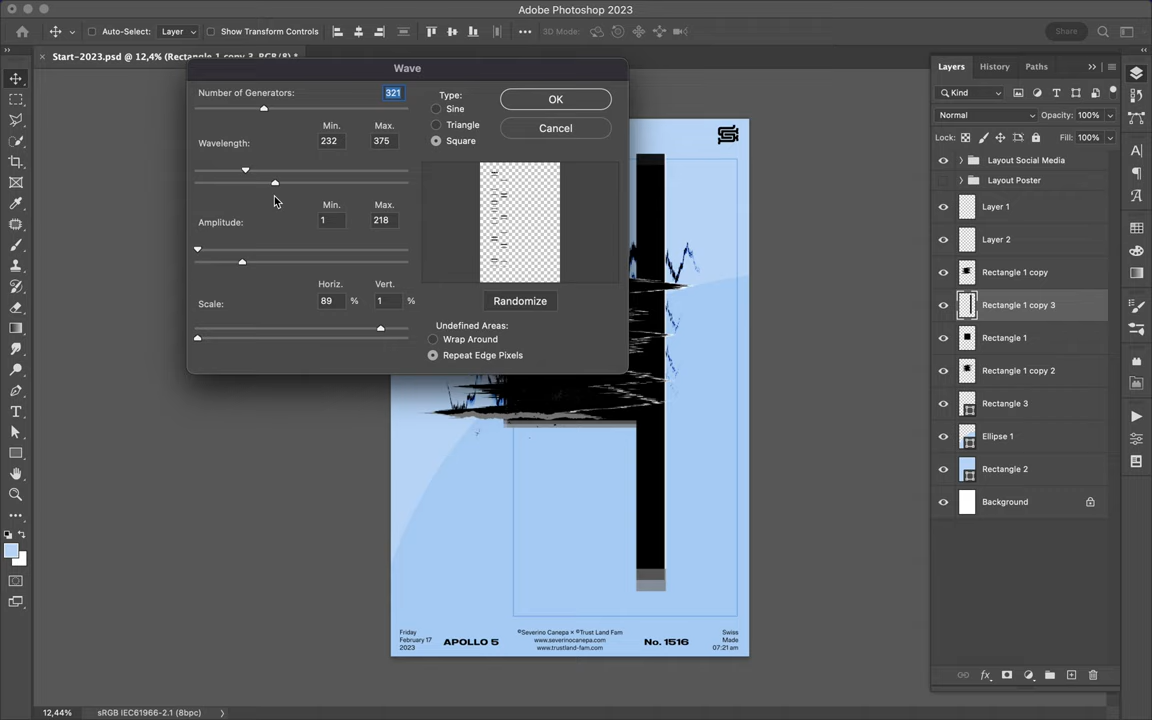 Adobe Photoshop 2023
Auto-Select:
Layer
Show Transform Controls
3D Mode:
Share
Start-2023.psd @ 12,4% (Rectangle 1 copy 3, RGB/8) *
Wave
Number of Generators:
321
Type:
Sine
Triangle
Square
OK
Cancel
Min.
Max.
Wavelength:
232
375
Min.
Max.
Amplitude:
1
218
Horiz.
Vert.
Scale:
89 %
1 %
Randomize
Undefined Areas:
Wrap Around
Repeat Edge Pixels
Layers
History
Paths
Kind
Normal
Opacity: 100%
Lock:
Fill: 100%
Layout Social Media
Layout Poster
Layer 1
Layer 2
Rectangle 1 copy
Rectangle 1 copy 3
Rectangle 1
Rectangle 1 copy 2
Rectangle 3
Ellipse 1
Rectangle 2
Background
Friday
February 17
2023
APOLLO 5
©Severino Canepa × ©Trust Land Fam
www.severinocanepa.com
www.trustland-fam.com
No. 1516
Swiss
Made
07:21 am
12,44%
sRGB IEC61966-2.1 (8bpc)